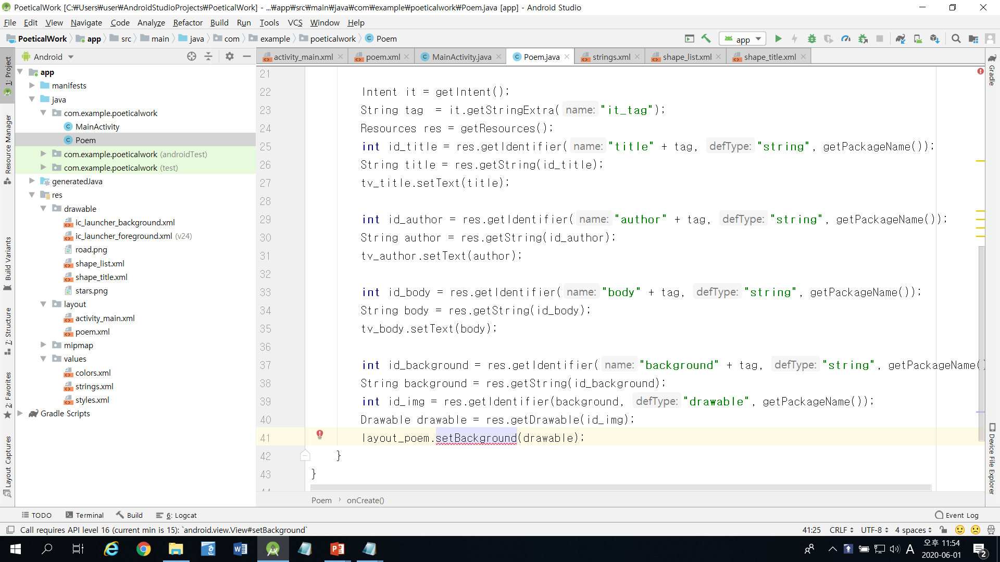 PoeticalWork [C:₩Users₩user₩AndroidStudioProjects₩PoeticalWork] - ...₩app₩src₩main₩java₩com₩example₩poeticalwork₩Poem.java [app] - Android Studio
File Edit View Navigate Code Analyze Refactor Build Run Tools VCS Window Help
PoeticalWork app src main java com example poeticalwork Poem
app
Android
activity_main.xml poem.xml MainActivity.java Poem.java strings.xml shape_list.xml shape_title.xml
1: Project
Resource Manager
Build Variants
7: Structure
2: Favorites
Layout Captures
app
manifests
java
com.example.poeticalwork
MainActivity
Poem
com.example.poeticalwork (androidTest)
com.example.poeticalwork (test)
generatedJava
res
drawable
ic_launcher_background.xml
ic_launcher_foreground.xml (v24)
road.png
shape_list.xml
shape_title.xml
stars.png
layout
activity_main.xml
poem.xml
mipmap
values
colors.xml
strings.xml
styles.xml
Gradle Scripts
21
22 Intent it = getIntent();
23 String tag  = it.getStringExtra( name: "it_tag");
24 Resources res = getResources();
25 int id_title = res.getIdentifier( name: "title" + tag, defType: "string", getPackageName());
26 String title = res.getString(id_title);
27 tv_title.setText(title);
28
29 int id_author = res.getIdentifier( name: "author" + tag, defType: "string", getPackageName());
30 String author = res.getString(id_author);
31 tv_author.setText(author);
32
33 int id_body = res.getIdentifier( name: "body" + tag, defType: "string", getPackageName());
34 String body = res.getString(id_body);
35 tv_body.setText(body);
36
37 int id_background = res.getIdentifier( name: "background" + tag, defType: "string", getPackageName()
38 String background = res.getString(id_background);
39 int id_img = res.getIdentifier(background, defType: "drawable", getPackageName());
40 Drawable drawable = res.getDrawable(id_img);
41 layout_poem.setBackground(drawable);
42 }
43 }
Poem onCreate()
Gradle
Device File Explorer
TODO Terminal Build 6: Logcat Event Log
Call requires API level 16 (current min is 15): `android.view.View#setBackground` 41:25 CRLF UTF-8 4 spaces
A 오후 11:54
2020-06-01
2